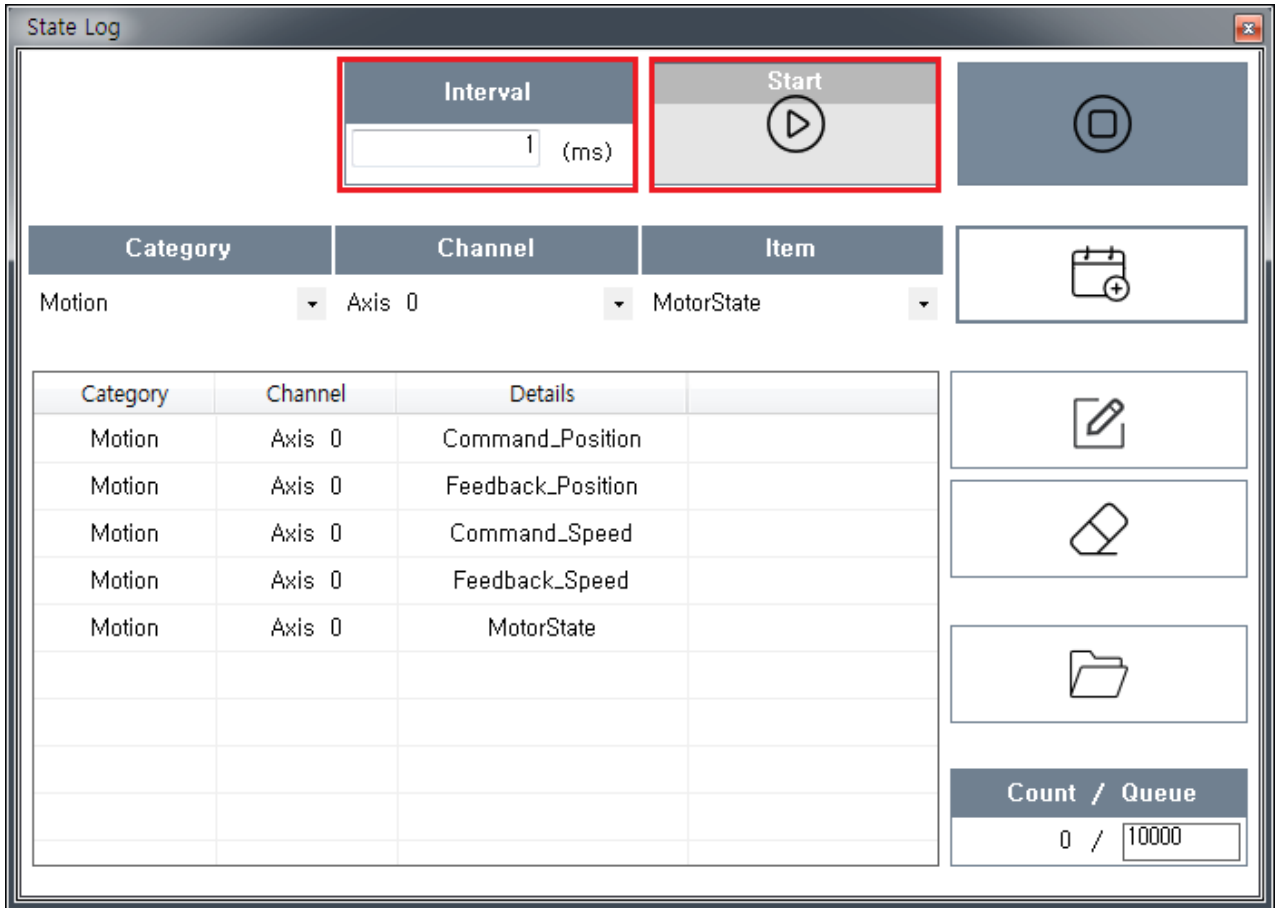 State Log
Interval
1 (ms)
Start
Category Channel Item
Motion Axis 0 MotorState
Category Channel Details
Motion Axis 0 Command_Position
Motion Axis 0 Feedback_Position
Motion Axis 0 Command_Speed
Motion Axis 0 Feedback_Speed
Motion Axis 0 MotorState
Count / Queue
0 / 10000